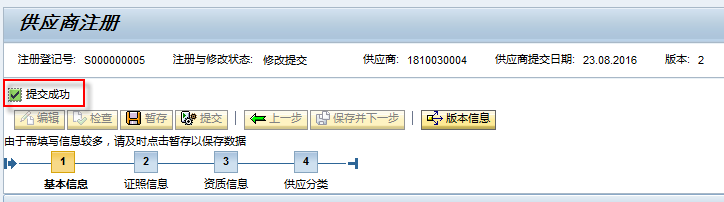 供应商注册
注册登记号: S000000005 注册与修改状态: 修改提交 供应商: 1810030004 供应商提交日期: 23.08.2016 版本: 2
提交成功
编辑 检查 暂存 提交 上一步 保存并下一步 版本信息
由于需填写信息较多，请及时点击暂存以保存数据
1 2 3 4
基本信息 证照信息 资质信息 供应分类